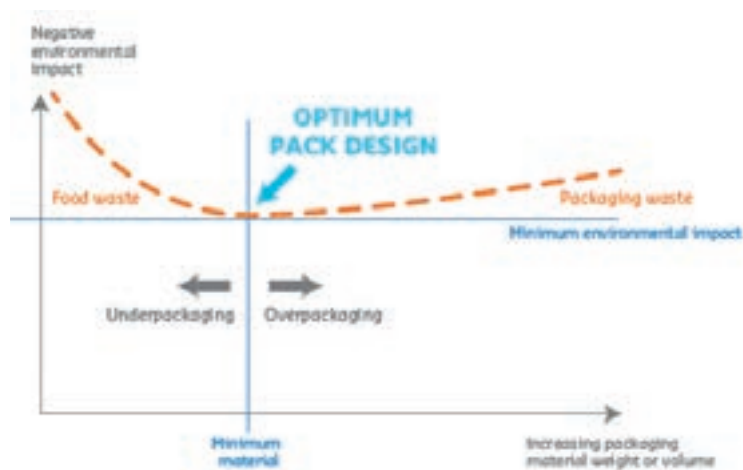 Negative
environmental
impact
OPTIMUM
PACK DESIGN
Food waste
Packaging waste
Minimum environmental impact
Underpackaging
Overpackaging
Minimum
material
Increasing packaging
material weight or volume